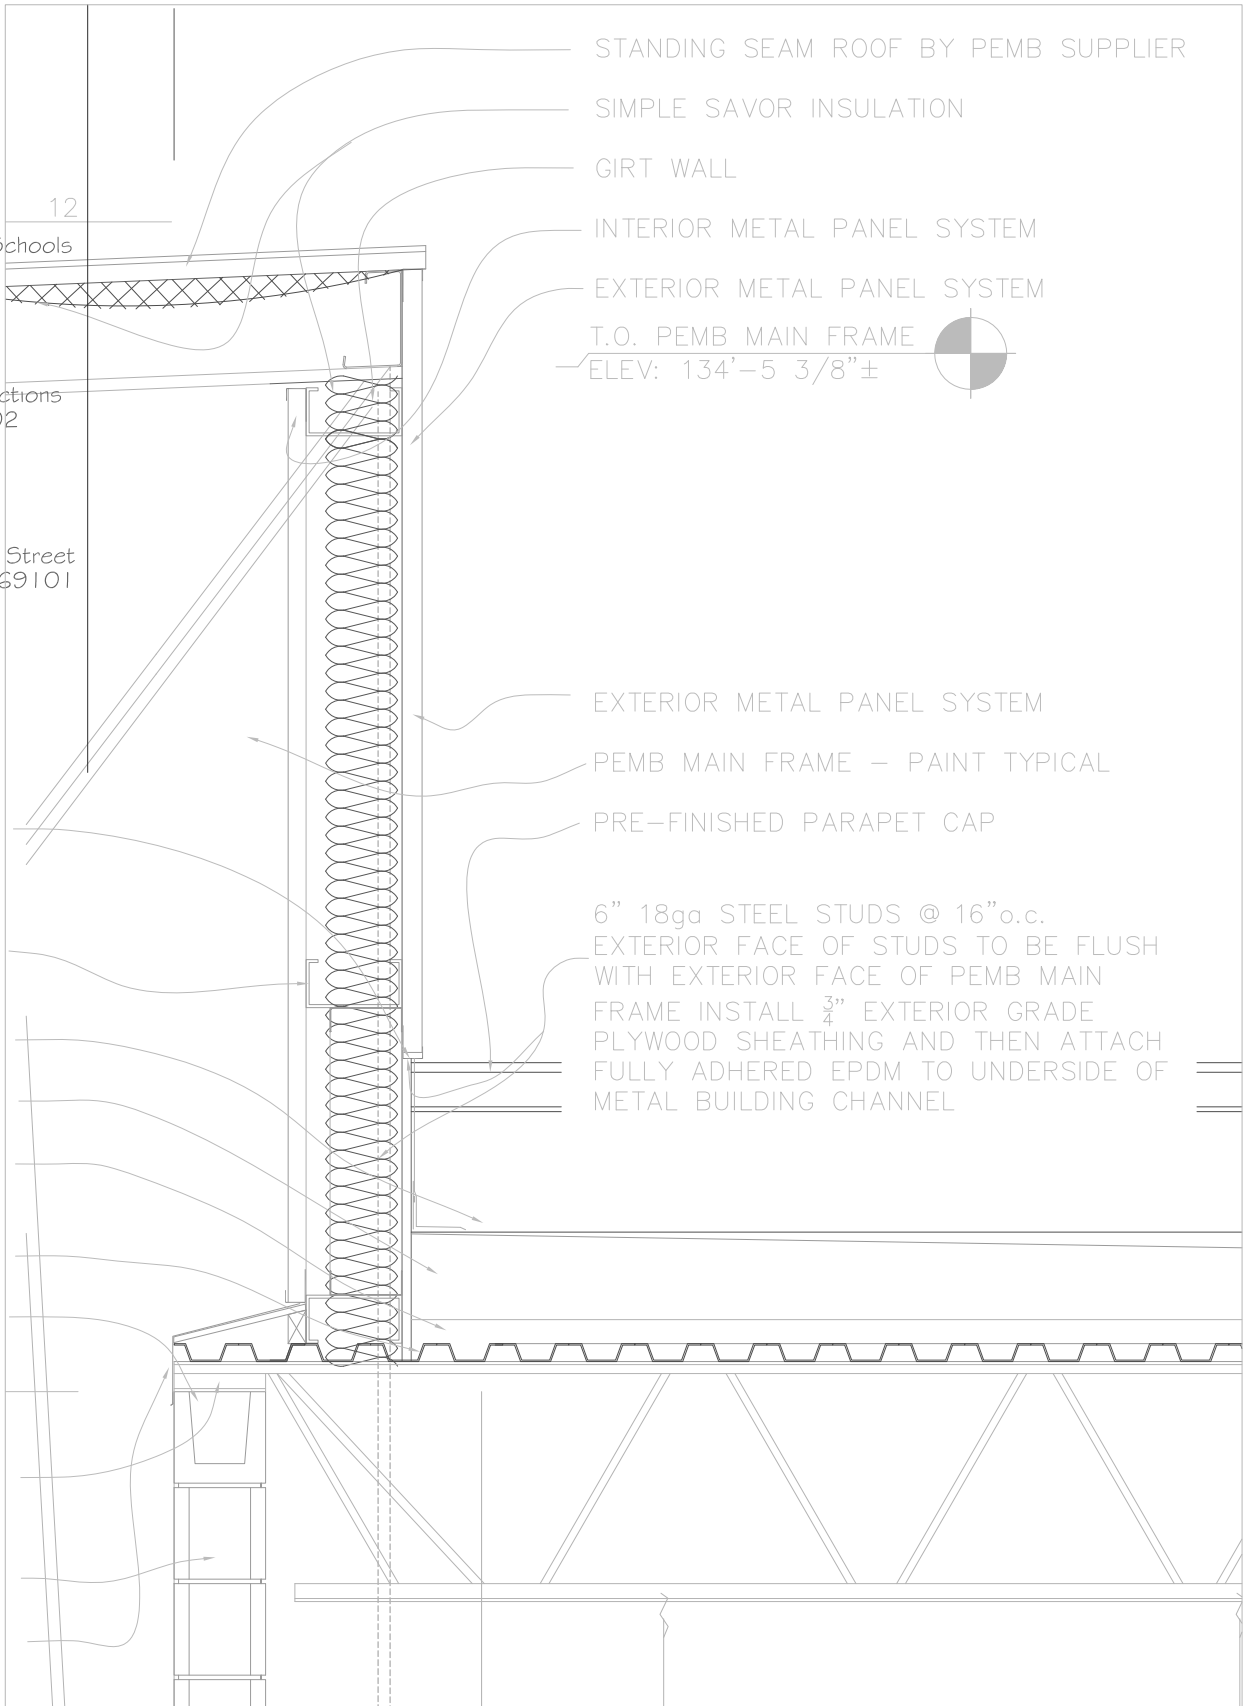 STANDING SEAM ROOF BY PEMB SUPPLIER
SIMPLE SAVOR INSULATION
GIRT WALL
12
INTERIOR METAL PANEL SYSTEM
Schools
EXTERIOR METAL PANEL SYSTEM
T.O. PEMB MAIN FRAME
ELEV: 134'-5 3/8"±
ctions
02
Street
69101
EXTERIOR METAL PANEL SYSTEM
PEMB MAIN FRAME - PAINT TYPICAL
PRE-FINISHED PARAPET CAP
6" 18ga STEEL STUDS @ 16"o.c.
EXTERIOR FACE OF STUDS TO BE FLUSH
WITH EXTERIOR FACE OF PEMB MAIN
FRAME INSTALL 3/4" EXTERIOR GRADE
PLYWOOD SHEATHING AND THEN ATTACH
FULLY ADHERED EPDM TO UNDERSIDE OF
METAL BUILDING CHANNEL